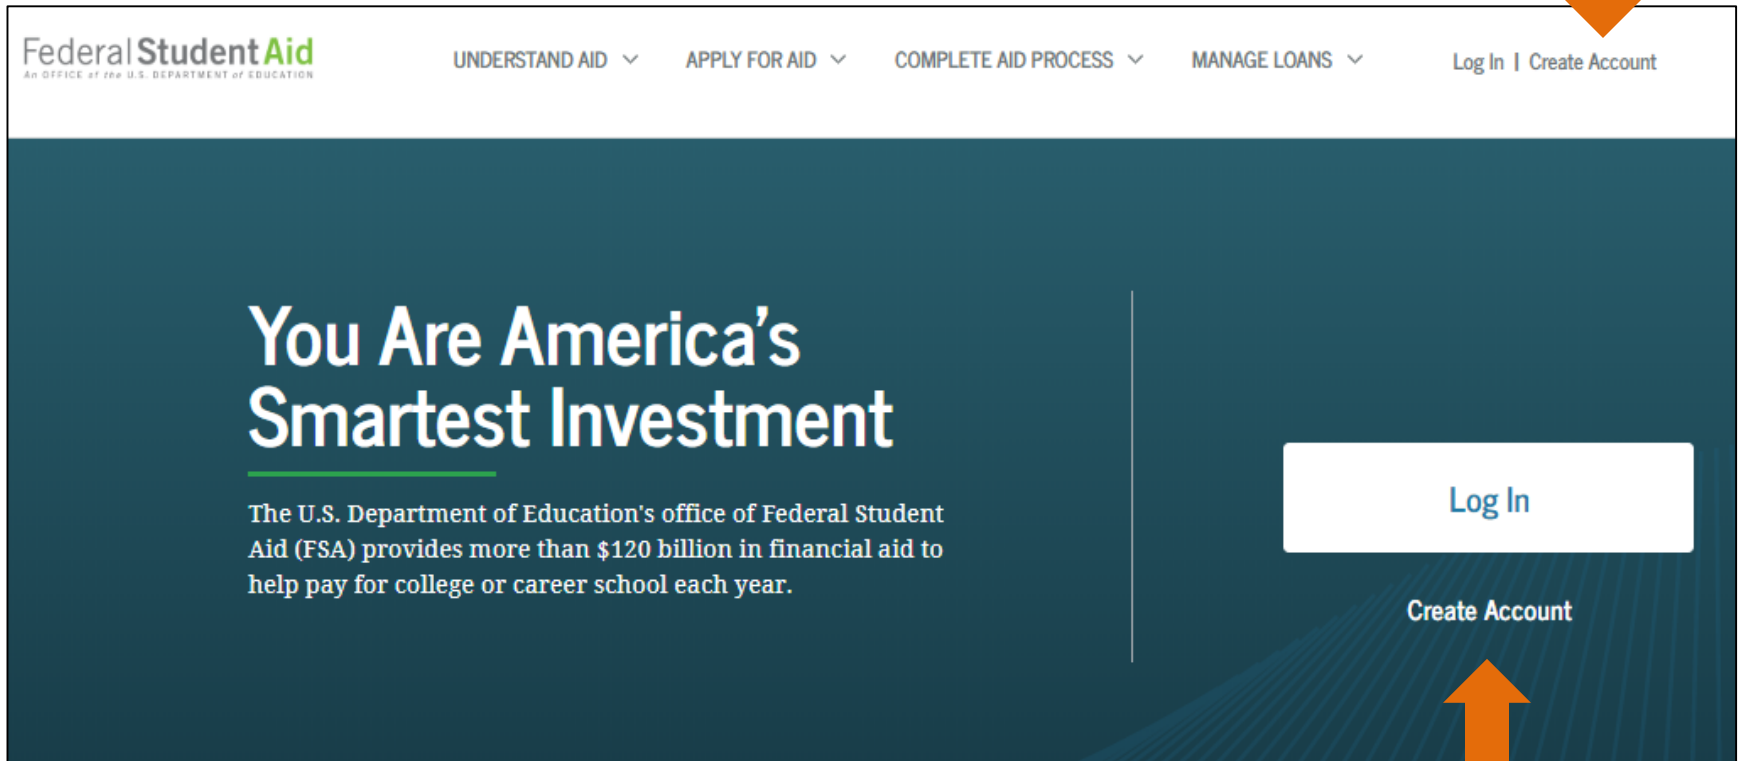 Federal Student Aid
An OFFICE of the U.S. DEPARTMENT of EDUCATION
UNDERSTAND AID
APPLY FOR AID
COMPLETE AID PROCESS
MANAGE LOANS
Log In | Create Account
You Are America's
Smartest Investment
The U.S. Department of Education's office of Federal Student
Aid (FSA) provides more than $120 billion in financial aid to
help pay for college or career school each year.
Log In
Create Account